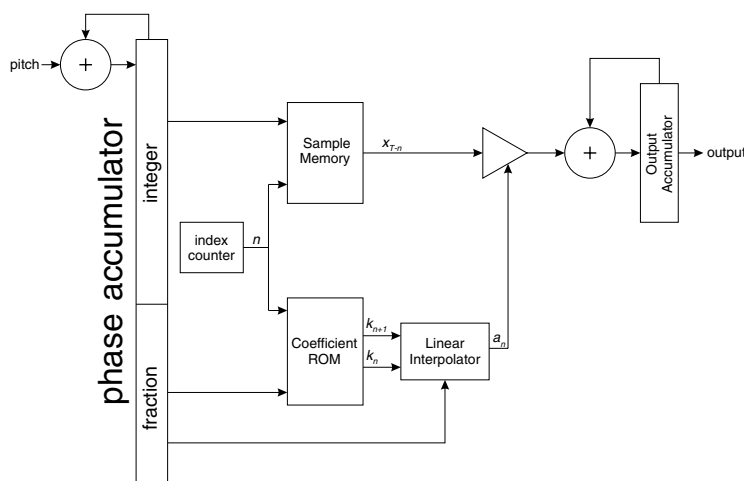 pitch
+
phase accumulator
integer
fraction
Sample
Memory
x_{T-n}
+
Output
Accumulator
output
index
counter
n
Coefficient
ROM
k_{n+1}
k_n
Linear
Interpolator
a_n